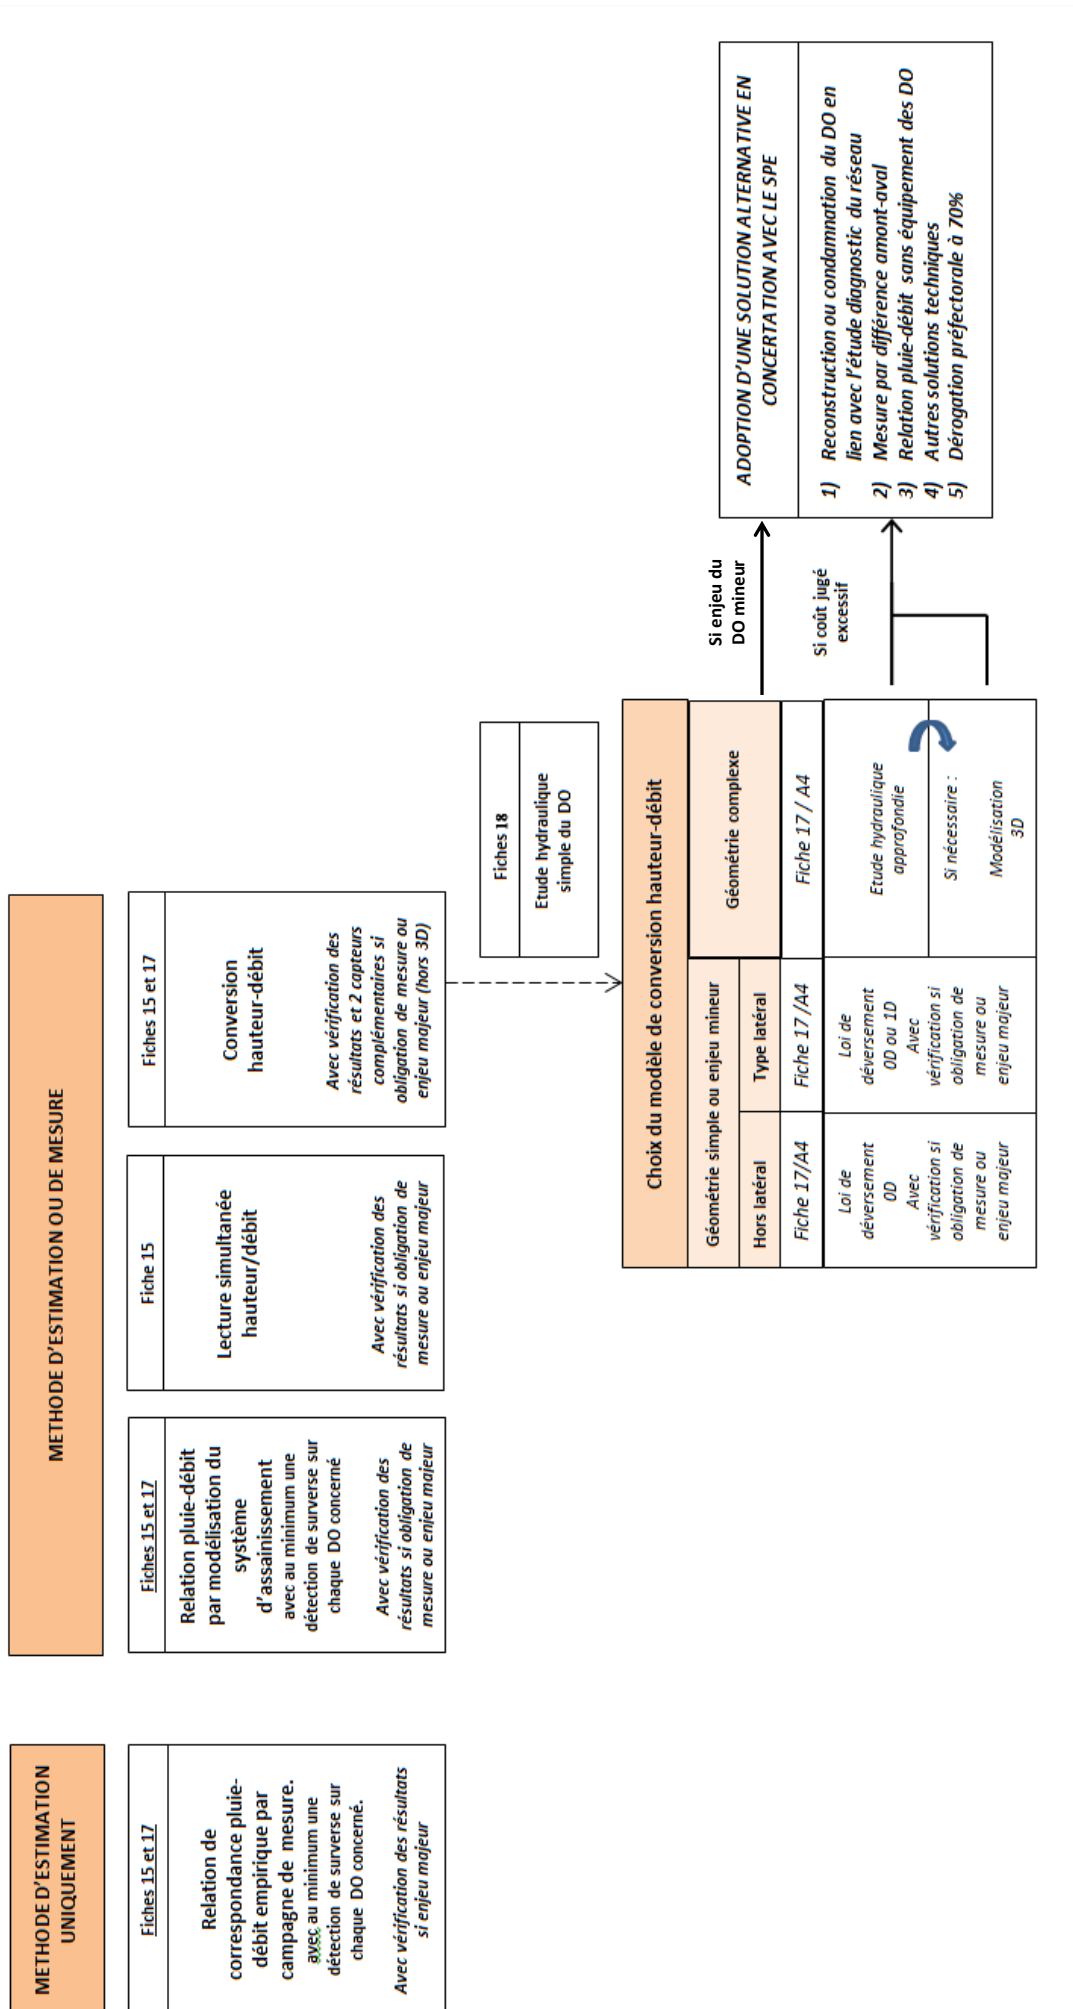 METHODE D'ESTIMATION
UNIQUEMENT
METHODE D'ESTIMATION OU DE MESURE
Fiches 15 et 17
Relation de
correspondance pluie-
débit empirique par
campagne de mesure.
avec au minimum une
détection de surverse sur
chaque DO concerné.
Avec vérification des résultats
si enjeu majeur
Fiches 15 et 17
Relation pluie-débit
par modélisation du
système
d'assainissement
avec au minimum une
détection de surverse sur
chaque DO concerné
Avec vérification des
résultats si obligation de
mesure ou enjeu majeur
Fiche 15
Lecture simultanée
hauteur/débit
Avec vérification des
résultats si obligation de
mesure ou enjeu majeur
Fiches 15 et 17
Conversion
hauteur-débit
Avec vérification des
résultats et 2 capteurs
complémentaires si
obligation de mesure ou
enjeu majeur (hors 3D)
Fiches 18
Etude hydraulique
simple du DO
Choix du modèle de conversion hauteur-débit
Géométrie simple ou enjeu mineur
Géométrie complexe
Hors latéral
Type latéral
Fiche 17/A4
Fiche 17 /A4
Fiche 17 / A4
Loi de
déversement
0D
Avec
vérification si
obligation de
mesure ou
enjeu majeur
Loi de
déversement
0D ou 1D
Avec
vérification si
obligation de
mesure ou
enjeu majeur
Etude hydraulique
approfondie
Si nécessaire :
Modélisation
3D
Si enjeu du
DO mineur
Si coût jugé
excessif
ADOPTION D'UNE SOLUTION ALTERNATIVE EN
CONCERTATION AVEC LE SPE
1) Reconstruction ou condamnation du DO en
lien avec l'étude diagnostic du réseau
2) Mesure par différence amont-aval
3) Relation pluie-débit sans équipement des DO
4) Autres solutions techniques
5) Dérogation préfectorale à 70%